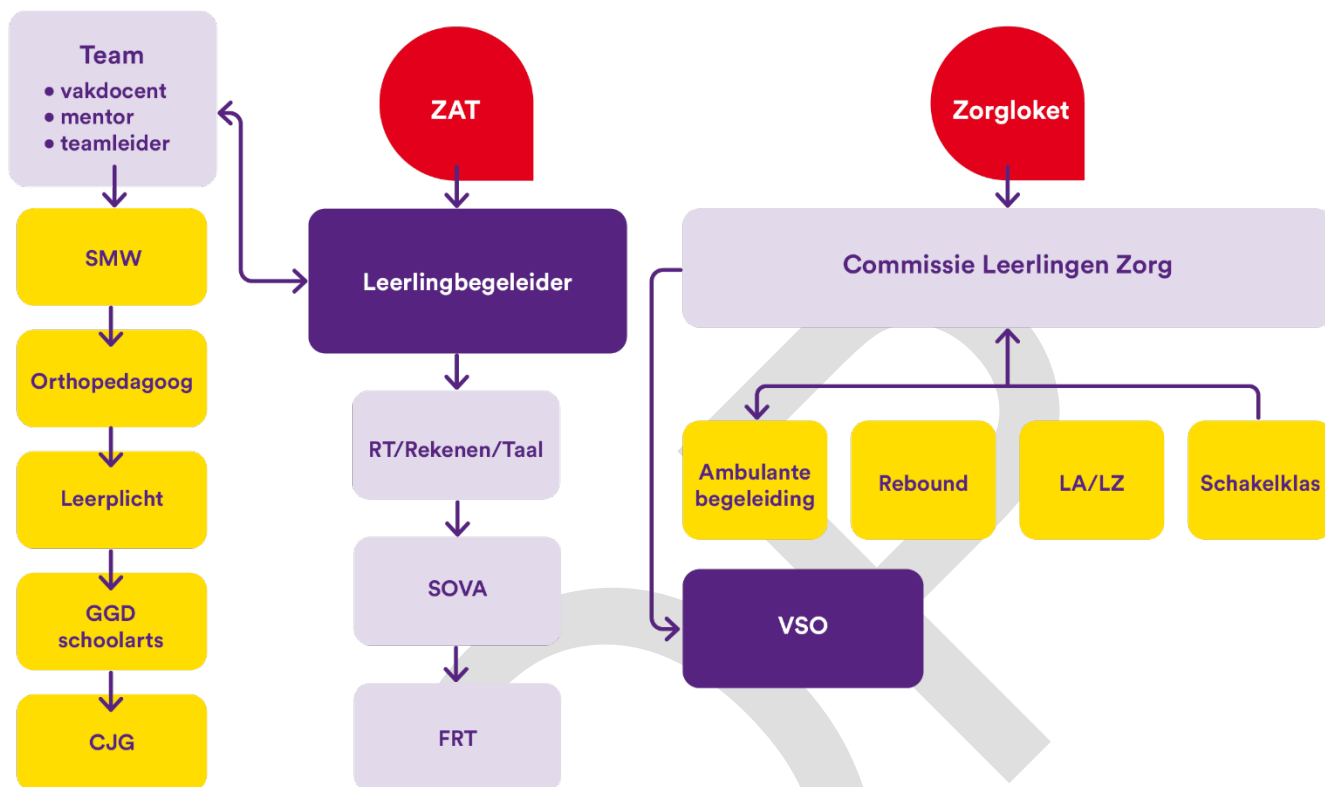 Team
• vakdocent
• mentor
• teamleider
SMW
Orthopedagoog
Leerplicht
GGD
schoolarts
CJG
ZAT
Leerlingbegeleider
RT/Rekenen/Taal
SOVA
FRT
Zorgloket
Commissie Leerlingen Zorg
Ambulante
begeleiding
Rebound
LA/LZ
Schakelklas
VSO